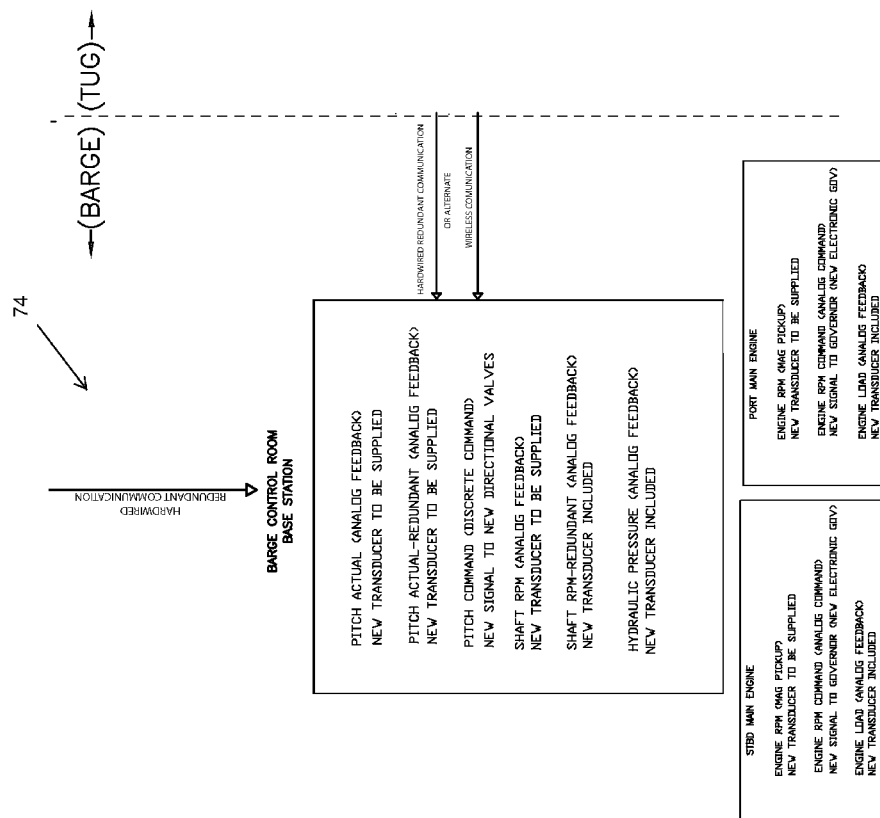 74
(BARGE) (TUG)
HARDWIRED
REDUNDANT COMMUNICATION
BARGE CONTROL ROOM
BASE STATION
HARDWIRED REDUNDANT COMMUNICATION
OR ALTERNATE
WIRELESS COMUNICATION
PITCH ACTUAL (ANALOG FEEDBACK)
NEW TRANSDUCER TO BE SUPPLIED
PITCH ACTUAL-REDUNDANT (ANALOG FEEDBACK)
NEW TRANSDUCER TO BE SUPPLIED
PITCH COMMAND (DISCRETE COMMAND)
NEW SIGNAL TO NEW DIRECTIONAL VALVES
SHAFT RPM (ANALOG FEEDBACK)
NEW TRANSDUCER TO BE SUPPLIED
SHAFT RPM-REDUNDANT (ANALOG FEEDBACK)
NEW TRANSDUCER INCLUDED
HYDRAULIC PRESSURE (ANALOG FEEDBACK)
NEW TRANSDUCER INCLUDED
STBD MAIN ENGINE
ENGINE RPM (MAG PICKUP)
NEW TRANSDUCER TO BE SUPPLIED
ENGINE RPM COMMAND (ANALOG COMMAND)
NEW SIGNAL TO GOVERNOR (NEW ELECTRONIC GOV)
ENGINE LOAD (ANALOG FEEDBACK)
NEW TRANSDUCER INCLUDED
PORT MAIN ENGINE
ENGINE RPM (MAG PICKUP)
NEW TRANSDUCER TO BE SUPPLIED
ENGINE RPM COMMAND (ANALOG COMMAND)
NEW SIGNAL TO GOVERNOR (NEW ELECTRONIC GOV)
ENGINE LOAD (ANALOG FEEDBACK)
NEW TRANSDUCER INCLUDED